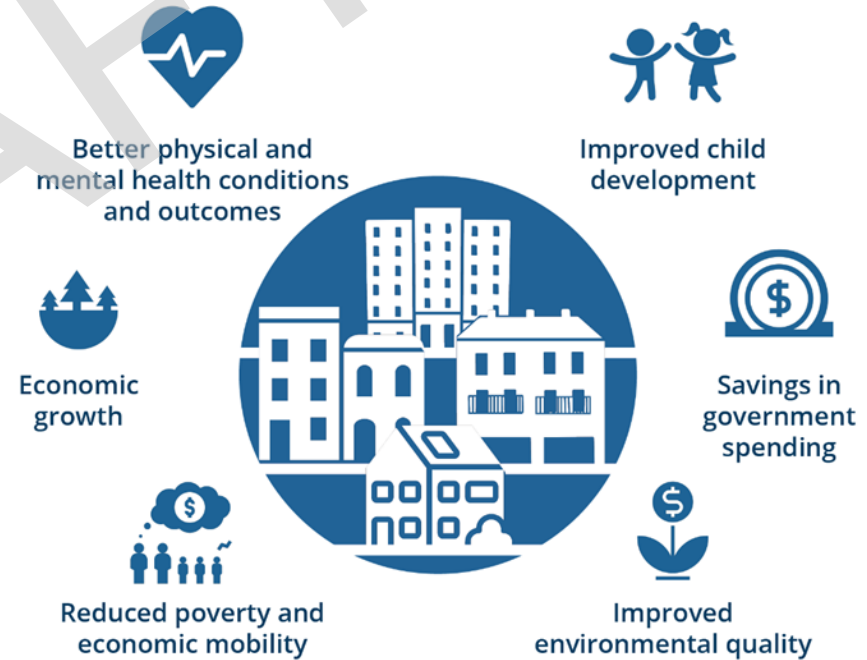 Better physical and
mental health conditions
and outcomes
Improved child
development
$
Economic
growth
Savings in
government
spending
$
$
Reduced poverty and
economic mobility
Improved
environmental quality